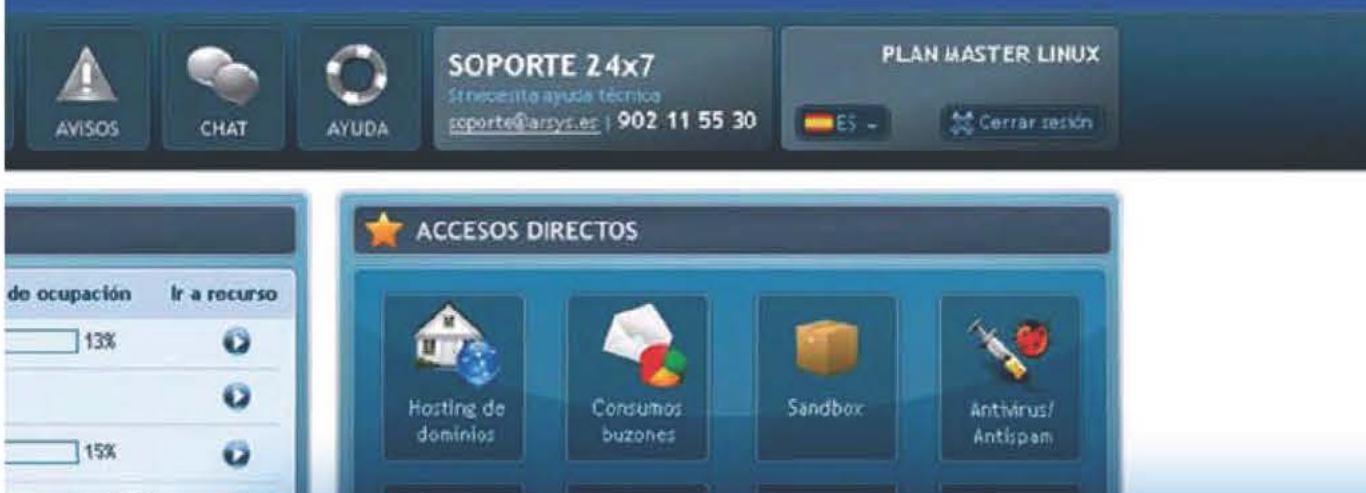 AVISOS
CHAT
AYUDA
SOPORTE 24x7
Si necesita ayuda técnica
soporte@arsys.es | 902 11 55 30
PLAN MASTER LINUX
ES
Cerrar sesión
de ocupación
Ir a recurso
13%
15%
ACCESOS DIRECTOS
Hosting de
dominios
Consumos
buzones
Sandbox
Antivirus/
Antispam